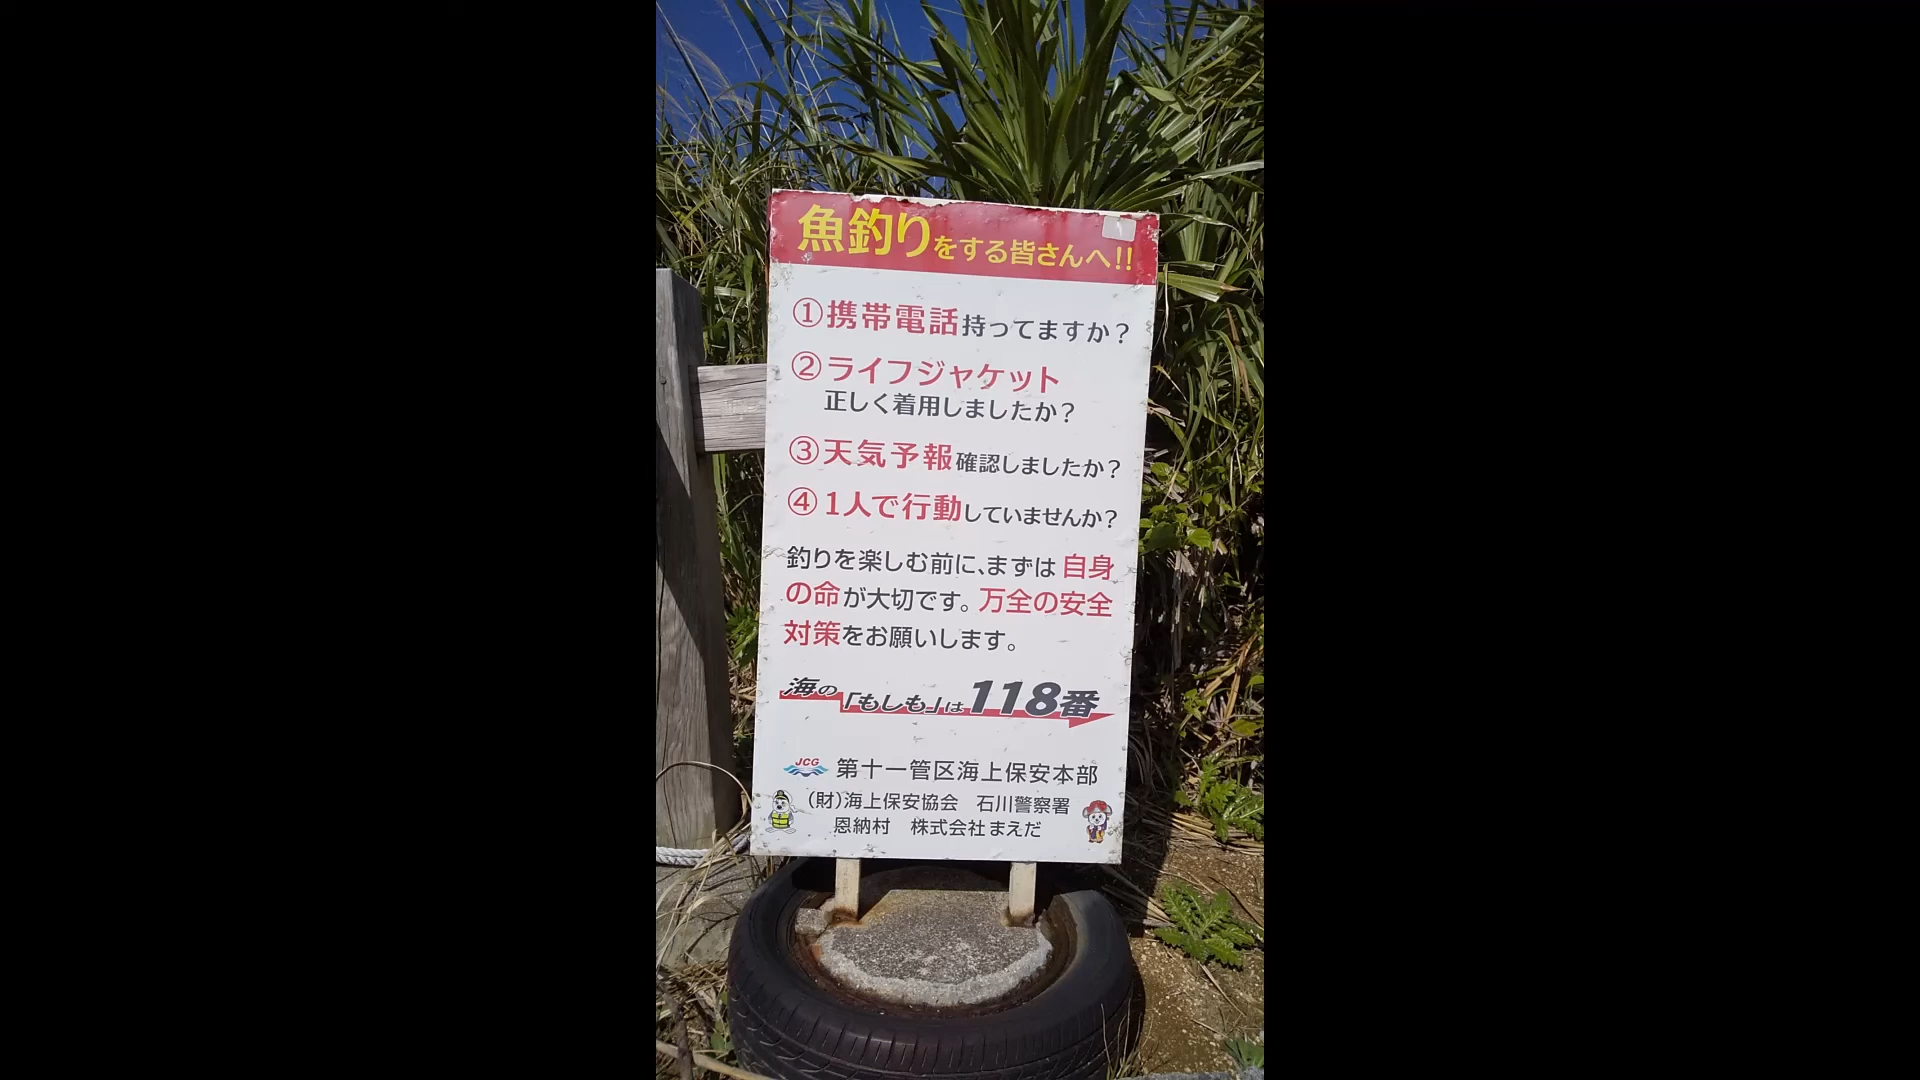 魚釣りをする皆さんへ!!
①携帯電話持ってますか?
②ライフジャケット
正しく着用しましたか?
③天気予報確認しましたか?
④1人で行動していませんか?
釣りを楽しむ前に、まずは自身
の命が大切です。万全の安全
対策をお願いします。
海の「もしも」は118番
JCG 第十一管区海上保安本部
(財)海上保安協会 石川警察署
恩納村 株式会社まえだ